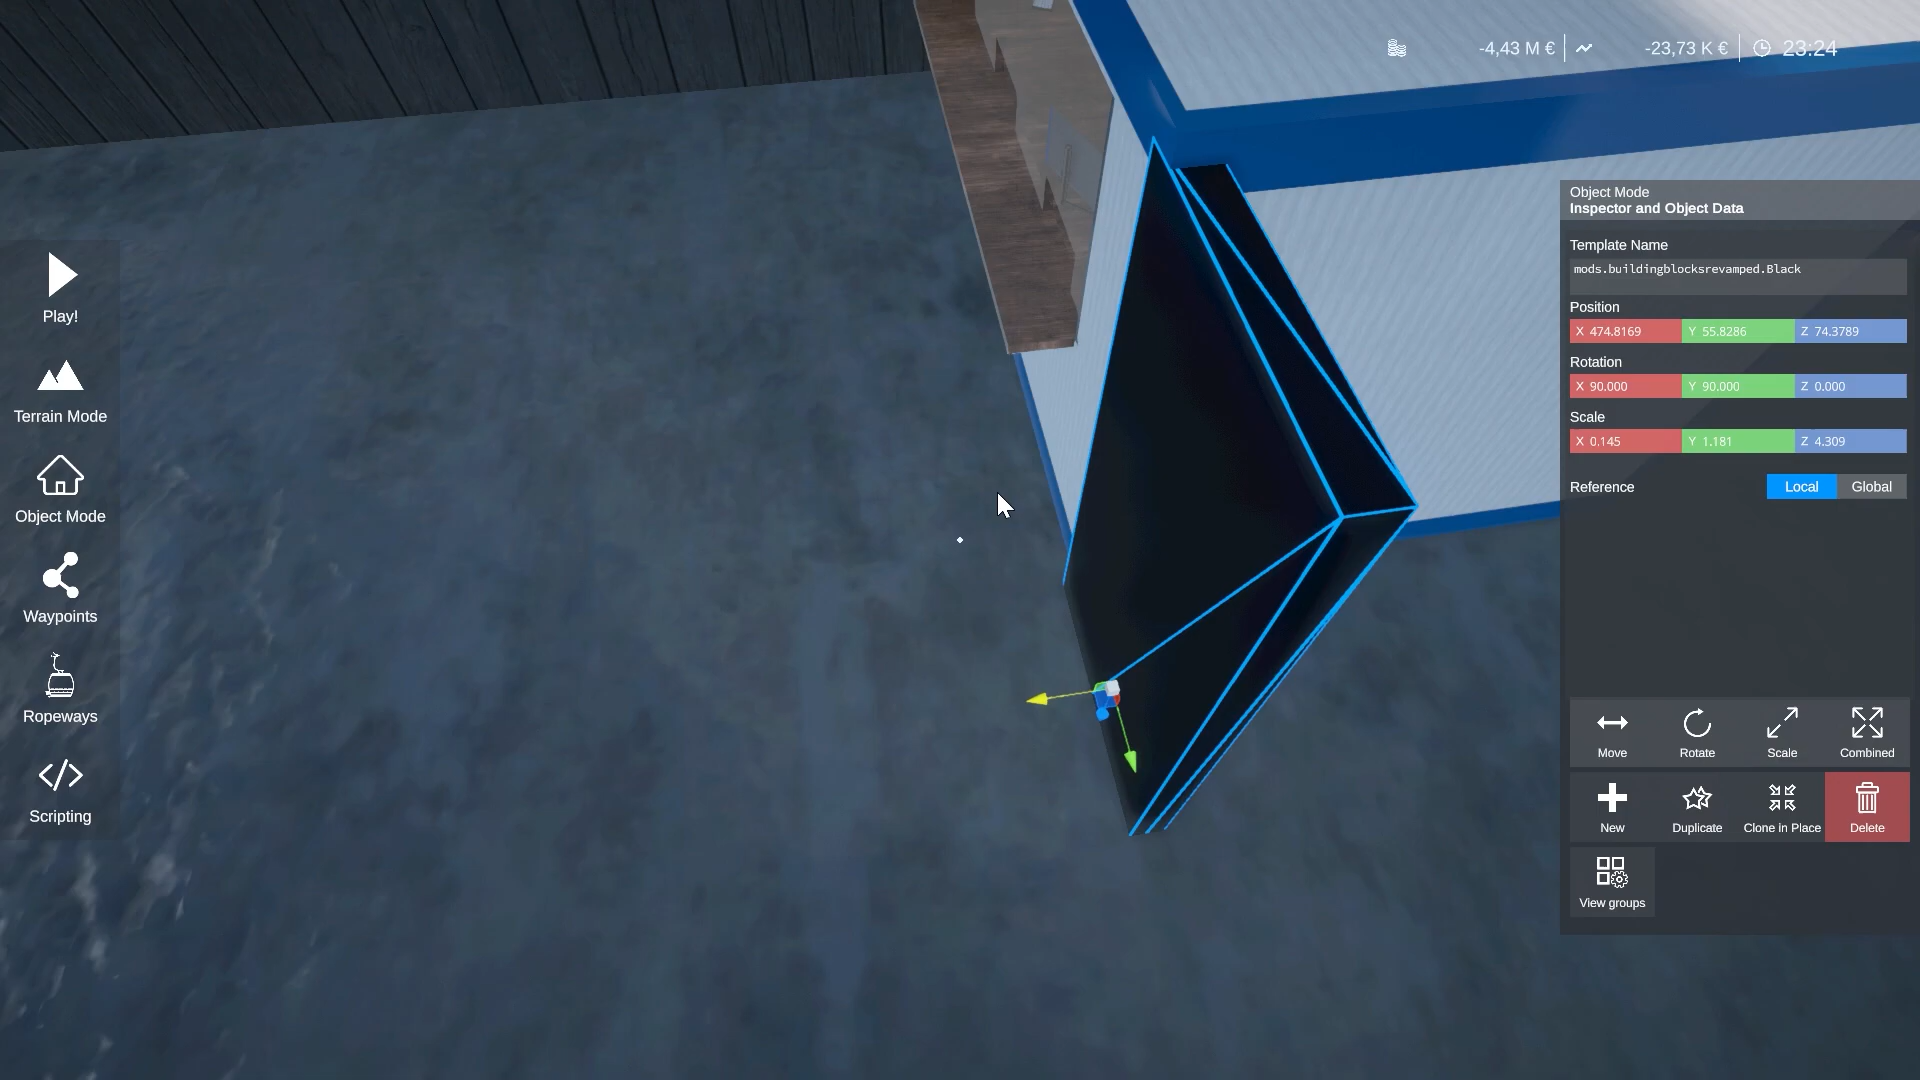 -4,43 M €
-23,73 K €
23:24
Play!
Terrain Mode
Object Mode
Waypoints
Ropeways
Scripting
Object Mode
Inspector and Object Data
Template Name
mods.buildingblocksrevamped.Black
Position
X 474.8169 Y 55.8286 Z 74.3789
Rotation
X 90.000 Y 90.000 Z 0.000
Scale
X 0.145 Y 1.181 Z 4.309
Reference Local Global
Move Rotate Scale Combined
New Duplicate Clone in Place Delete
View groups